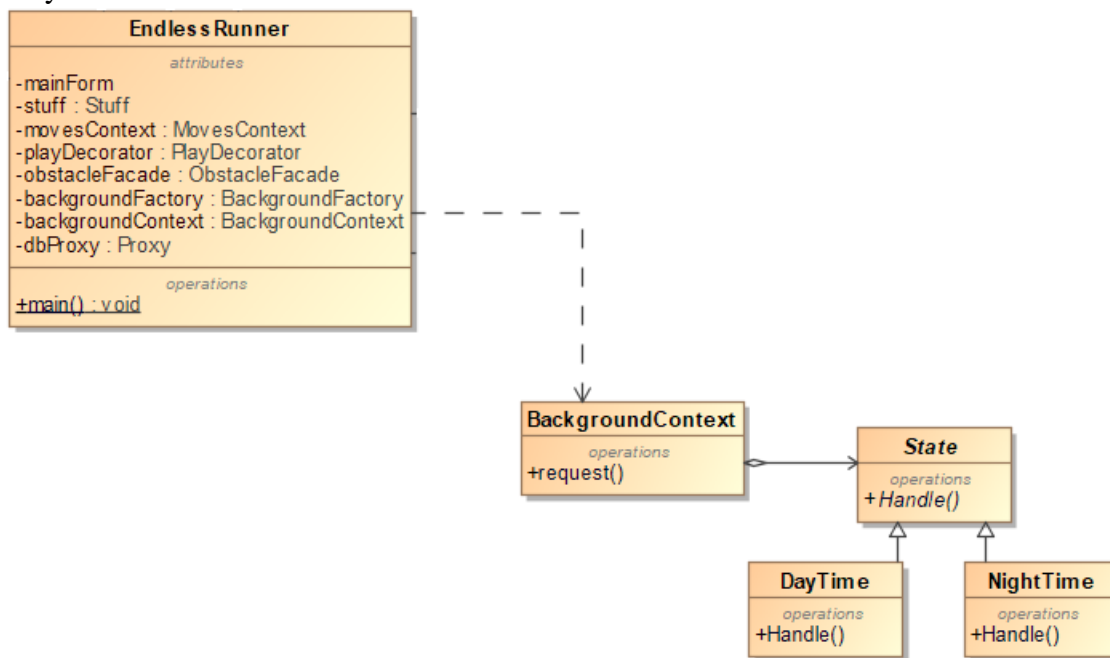 EndlessRunner
attributes
-mainForm
-stuff : Stuff
-movesContext : MovesContext
-playDecorator : PlayDecorator
-obstacleFacade : ObstacleFacade
-backgroundFactory : BackgroundFactory
-backgroundContext : BackgroundContext
-dbProxy : Proxy
operations
+main() : void
BackgroundContext
operations
+request()
State
operations
+Handle()
DayTime
operations
+Handle()
NightTime
operations
+Handle()